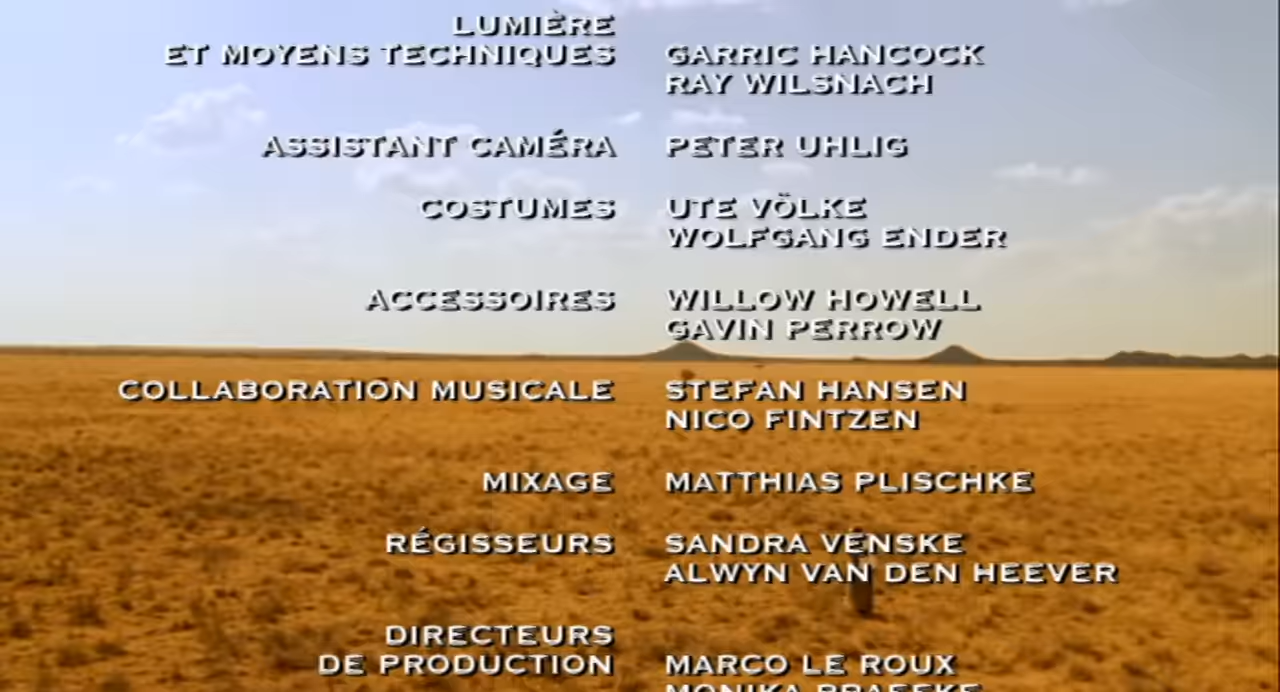 LUMIÈRE
ET MOYENS TECHNIQUES GARRIC HANCOCK
RAY WILSNACH
ASSISTANT CAMÉRA PETER UHLIG
COSTUMES UTE VÖLKE
WOLFGANG ENDER
ACCESSOIRES WILLOW HOWELL
GAVIN PERROW
COLLABORATION MUSICALE STEFAN HANSEN
NICO FINTZEN
MIXAGE MATTHIAS PLISCHKE
RÉGISSEURS SANDRA VENSKE
ALWYN VAN DEN HEEVER
DIRECTEURS
DE PRODUCTION MARCO LE ROUX
MONIKA